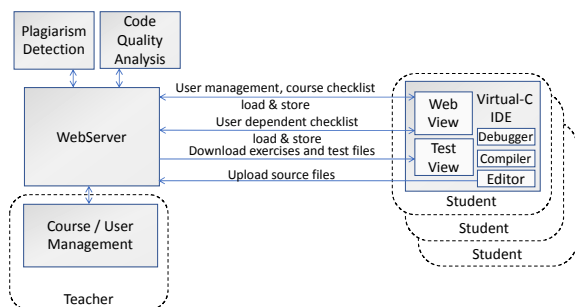 Plagiarism
Detection
Code
Quality
Analysis
WebServer
User management, course checklist
load & store
User dependent checklist
load & store
Download exercises and test files
Upload source files
Web
View
Test
View
Virtual-C
IDE
Debugger
Compiler
Editor
Student
Student
Student
Course / User
Management
Teacher